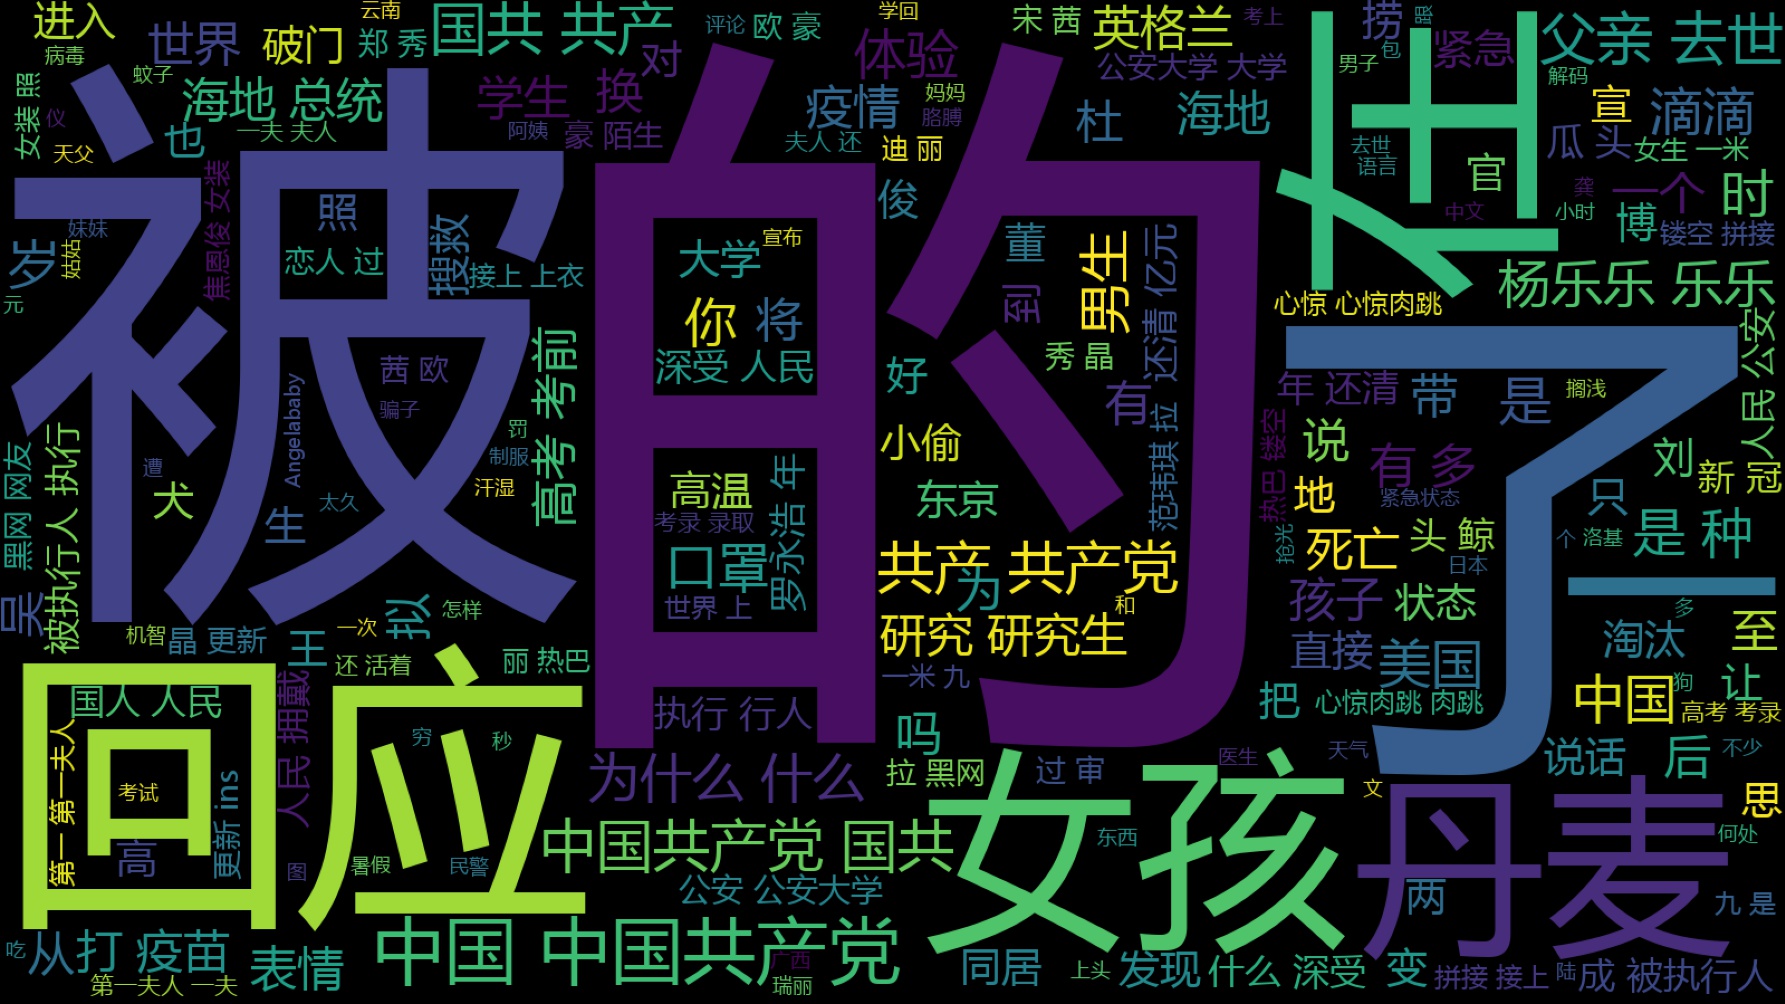 进入
病毒
云南
世界
破门
郑 秀
国共 共产
评论
欧 豪
学回
宋 茜
英格兰
考上
捞
跟
父亲 去世
蚊子
女装 照
仪
天父
海地 总统
也
一夫 夫人
学生
换
对
阿姨
豪 陌生
体验
疫情
妈妈
胳膊
夫人 还
迪 丽
公安大学 大学
杜
海地
男子
包
紧急
解码
宣
滴滴
瓜 头
女生 一米
去世
语言
官
龚
一个
时
中文
小时
博
镂空 拼接
被
的
在
了
岁
妹妹
姑姑
元
焦恩俊 女装
照
恋人 过
搜救
接上 上衣
大学
宣布
你
将
深受 人民
俊
董
到
男生
还清 亿元
秀 晶
好
有
心惊 心惊肉跳
杨乐乐 乐乐
人民 公安
茜 欧
骗子
Angelababy
高考 考前
罚
制服
汗湿
太久
生
遭
犬
黑网 网友
被执行人 执行
吴
小偷
东京
范玮琪 拉
高温
考录 录取
口罩
世界 上
罗永浩 年
共产 共产党
为
和
研究 研究生
一米 九
年 还清
带
是
搁浅
热巴 镂空
说
有 多
紧急状态
地
死亡
抢光
头 鲸
日本
个
洛基
刘
新 冠
只
是 种
一
多
孩子
状态
直接
美国
淘汰
至
让
把
心惊肉跳 肉跳
中国
狗
高考 考录
机智
晶 更新
王
一次
拟
怎样
还 活着
丽 热巴
回应
国人 人民
第一 第一夫人
考试
高
更新 ins
人民 拥戴
图
穷
秒
暑假
民警
执行 行人
为什么 什么
吗
拉 黑网
过 审
医生
天气
文
说话
后
不少
思
何处
女孩
东西
丹麦
两
九 是
中国共产党 国共
公安 公安大学
吃
从
打 疫苗
第一夫人 一夫
表情
中国 中国共产党
广西
瑞丽
同居
上头
发现
什么 深受
变
拼接 接上
陆
成
被执行人